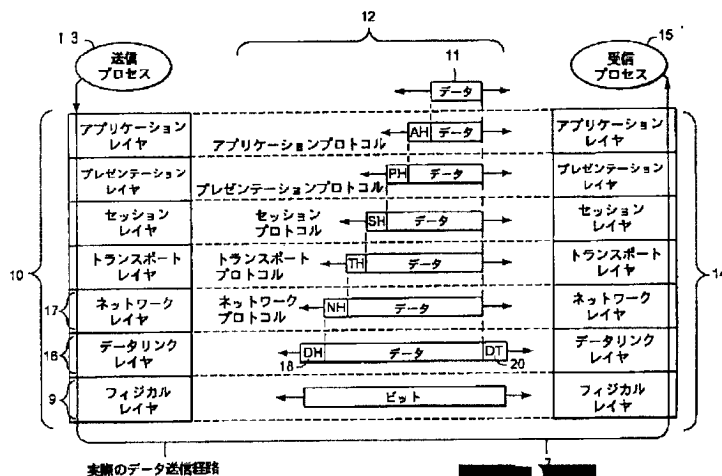 12
13
送信
プロセス
11
データ
15
受信
プロセス
アプリケーション
レイヤ
アプリケーションプロトコル
AH
データ
アプリケーション
レイヤ
プレゼンテーション
レイヤ
プレゼンテーションプロトコル
PH
データ
プレゼンテーション
レイヤ
セッション
レイヤ
セッション
プロトコル
SH
データ
セッション
レイヤ
10
トランスポート
レイヤ
トランスポート
プロトコル
TH
データ
トランスポート
レイヤ
14
17
ネットワーク
レイヤ
ネットワーク
プロトコル
NH
データ
ネットワーク
レイヤ
16
データリンク
レイヤ
18
DH
データ
DT
20
データリンク
レイヤ
9
フィジカル
レイヤ
ビット
フィジカル
レイヤ
実際のデータ送信経路
7